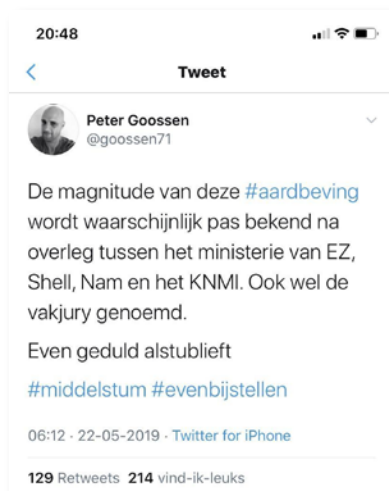 20:48
Tweet
Peter Goossen
@goossen71
De magnitude van deze #aardbeving
wordt waarschijnlijk pas bekend na
overleg tussen het ministerie van EZ,
Shell, Nam en het KNMI. Ook wel de
vakjury genoemd.
Even geduld alstublieft
#middelstum #evenbijstellen
06:12 · 22-05-2019 · Twitter for iPhone
129 Retweets 214 vind-ik-leuks